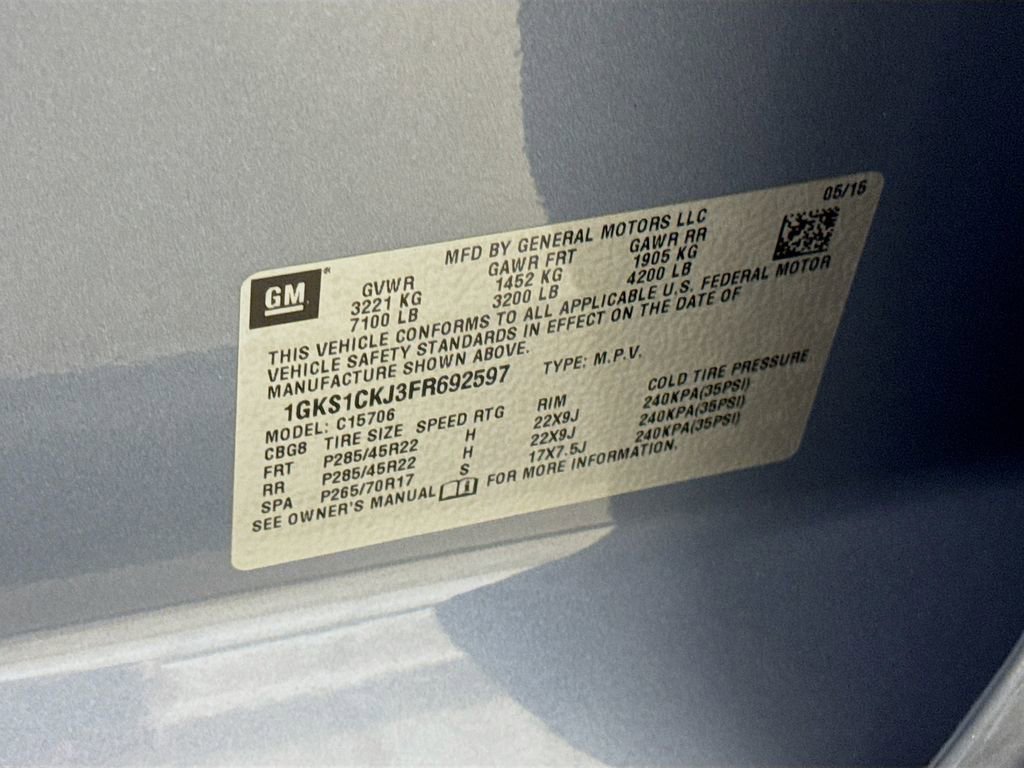 05/15
MFD BY GENERAL MOTORS LLC
GM
GVWR GAWR FRT GAWR RR
3221 KG 1452 KG 1905 KG
7100 LB 3200 LB 4200 LB
THIS VEHICLE CONFORMS TO ALL APPLICABLE U.S. FEDERAL MOTOR
VEHICLE SAFETY STANDARDS IN EFFECT ON THE DATE OF
MANUFACTURE SHOWN ABOVE.
1GKS1CKJ3FR692597 TYPE: M.P.V.
MODEL: C15706
CBG8 TIRE SIZE SPEED RTG RIM COLD TIRE PRESSURE
FRT P285/45R22 H 22X9J 240KPA(35PSI)
RR P285/45R22 H 22X9J 240KPA(35PSI)
SPA P265/70R17 S 17X7.5J 240KPA(35PSI)
SEE OWNER'S MANUAL FOR MORE INFORMATION.